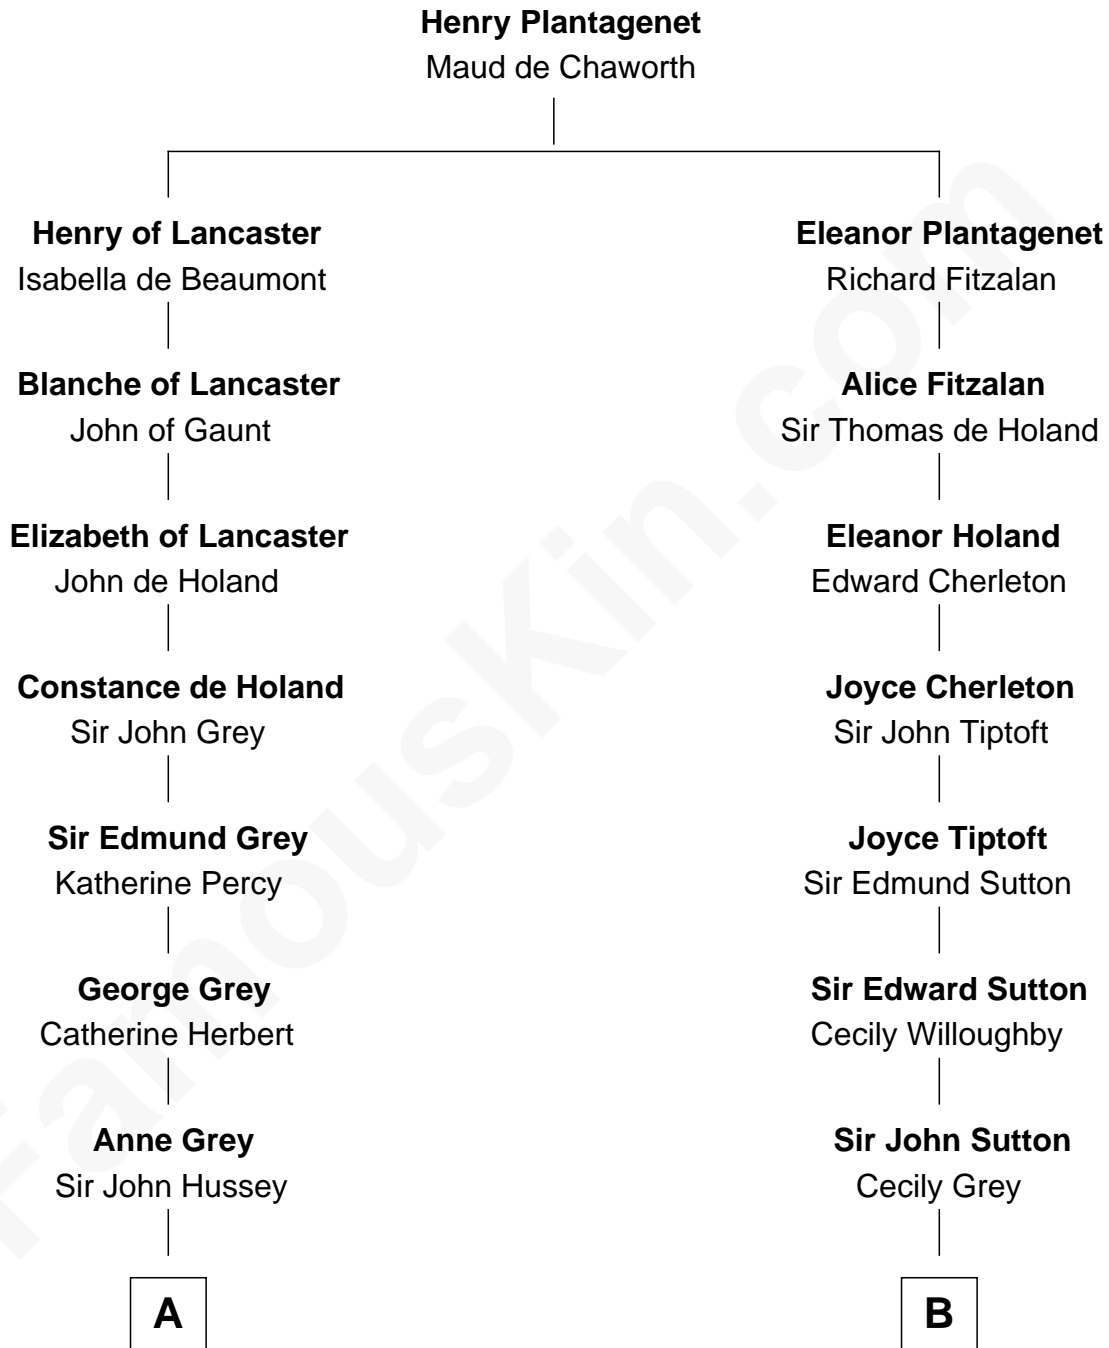 Henry Plantagenet
Maud de Chaworth
Henry of Lancaster
Isabella de Beaumont
Eleanor Plantagenet
Richard Fitzalan
Blanche of Lancaster
John of Gaunt
Alice Fitzalan
Sir Thomas de Holand
Elizabeth of Lancaster
John de Holand
Eleanor Holand
Edward Cherleton
Constance de Holand
Sir John Grey
Joyce Cherleton
Sir John Tiptoft
Sir Edmund Grey
Katherine Percy
Joyce Tiptoft
Sir Edmund Sutton
George Grey
Catherine Herbert
Sir Edward Sutton
Cecily Willoughby
Anne Grey
Sir John Hussey
Sir John Sutton
Cecily Grey
A
B
FamousKin.com